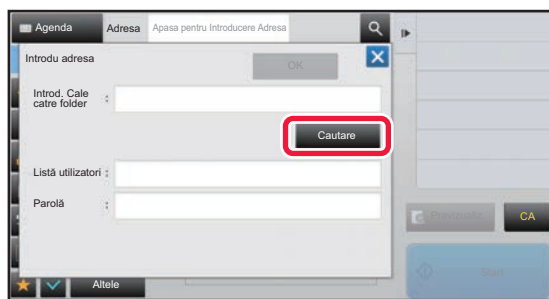 Agenda
Adresa
Apasa pentru Introducere Adresa
Introdu adresa
OK
Introd. Cale
catre folder :
Cautare
Listă utilizatori :
Parolă :
CA
Start
Altele